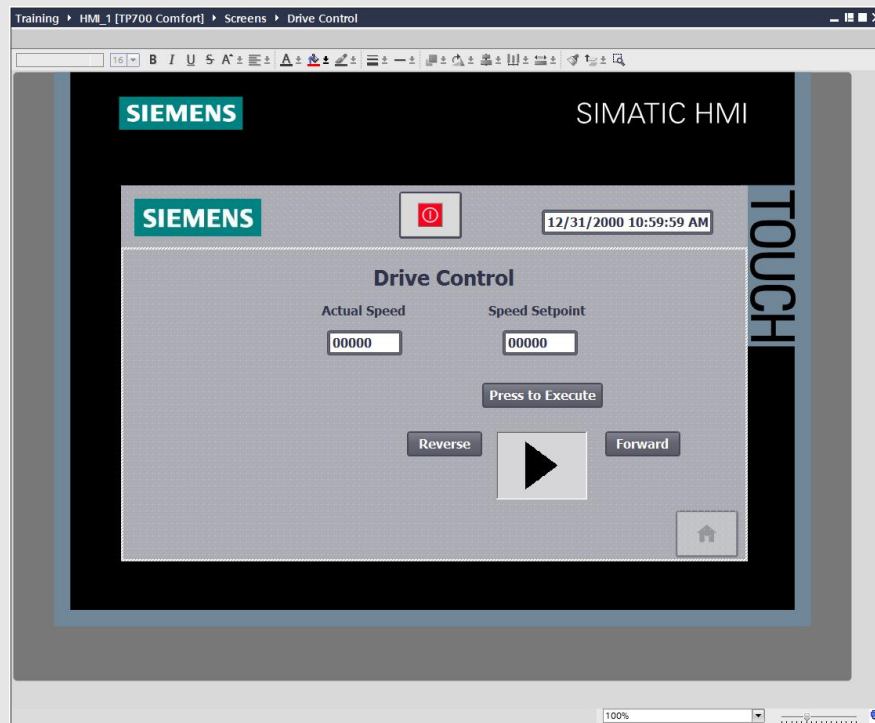 Training ▸ HMI_1 [TP700 Comfort] ▸ Screens ▸ Drive Control
16 B I U S A
SIEMENS
SIMATIC HMI
TOUCH
SIEMENS
12/31/2000 10:59:59 AM
Drive Control
Actual Speed Speed Setpoint
00000 00000
Press to Execute
Reverse Forward
100%